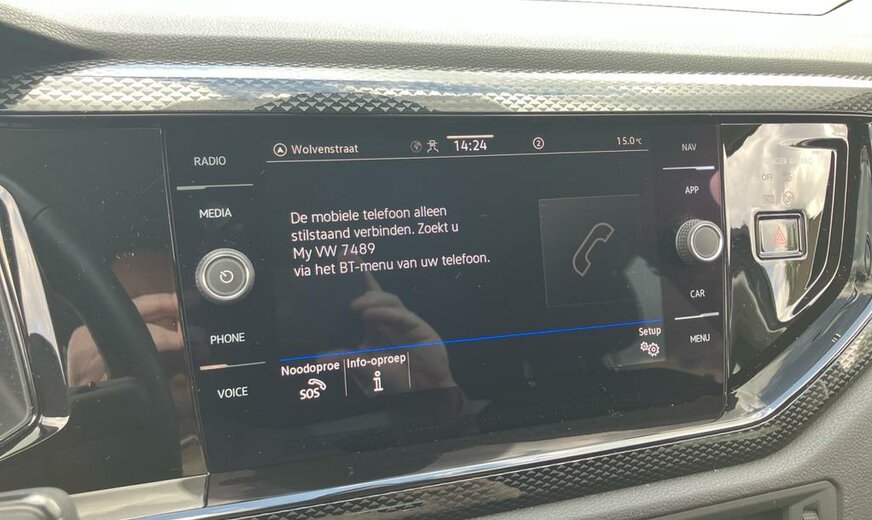 RADIO
MEDIA
PHONE
VOICE
Wolvenstraat
14:24
2
15.0°C
De mobiele telefoon alleen
stilstaand verbinden. Zoekt u
My VW 7489
via het BT-menu van uw telefoon.
Setup
Noodoproe
Info-oproep
SOS
i
NAV
APP
CAR
MENU
OFF